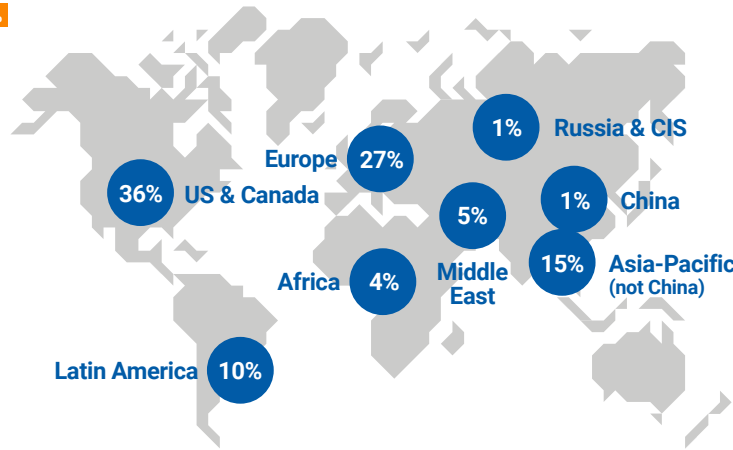 1%
Russia & CIS
Europe
27%
36%
US & Canada
1%
China
5%
Middle
East
15%
Asia-Pacific
(not China)
Africa
4%
Latin America
10%